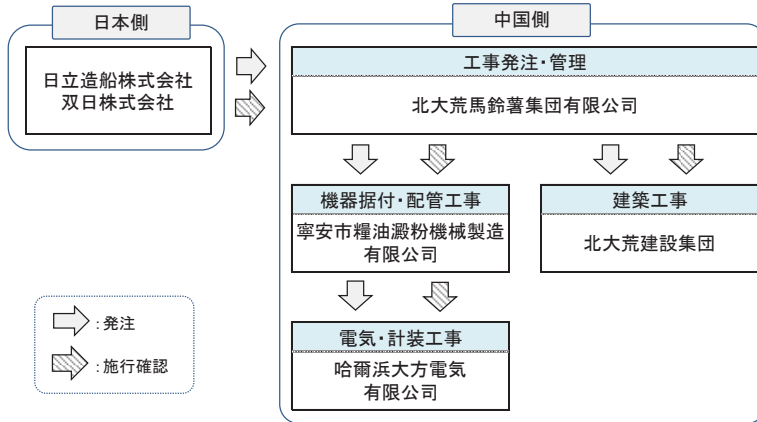 日本側
中国側
日立造船株式会社
双日株式会社
工事発注・管理
北大荒馬鈴薯集団有限公司
機器据付・配管工事
寧安市糧油澱粉機械製造
有限公司
建築工事
北大荒建設集団
電気・計装工事
哈爾浜大方電気
有限公司
:発注
:施行確認